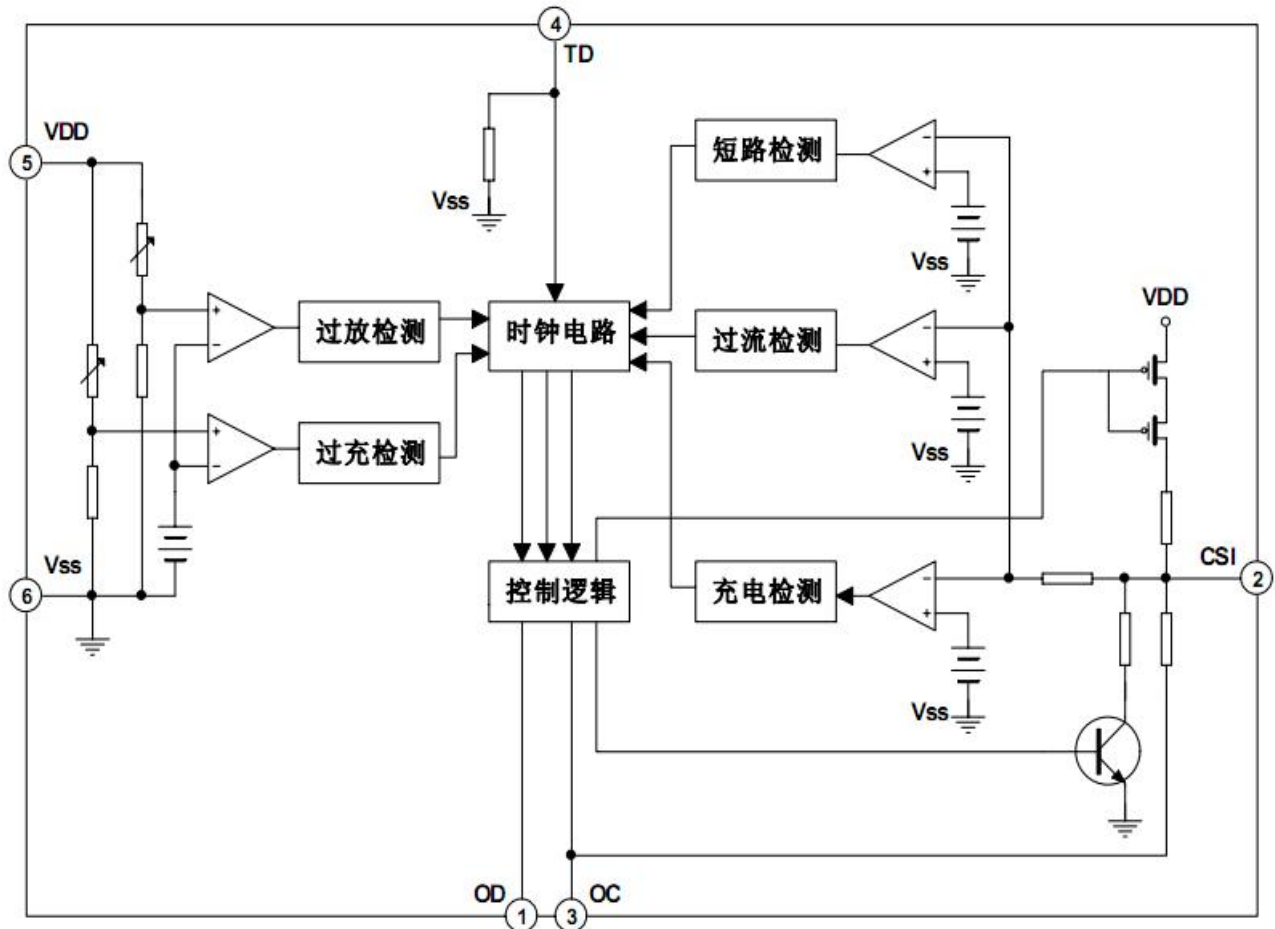 4
TD
VDD
5
短路检测
-
+
Vss
Vss
VDD
+
-
过放检测
时钟电路
过流检测
-
+
+
-
过充检测
Vss
Vss
6
控制逻辑
充电检测
-
+
CSI
2
Vss
OD
1
3
OC